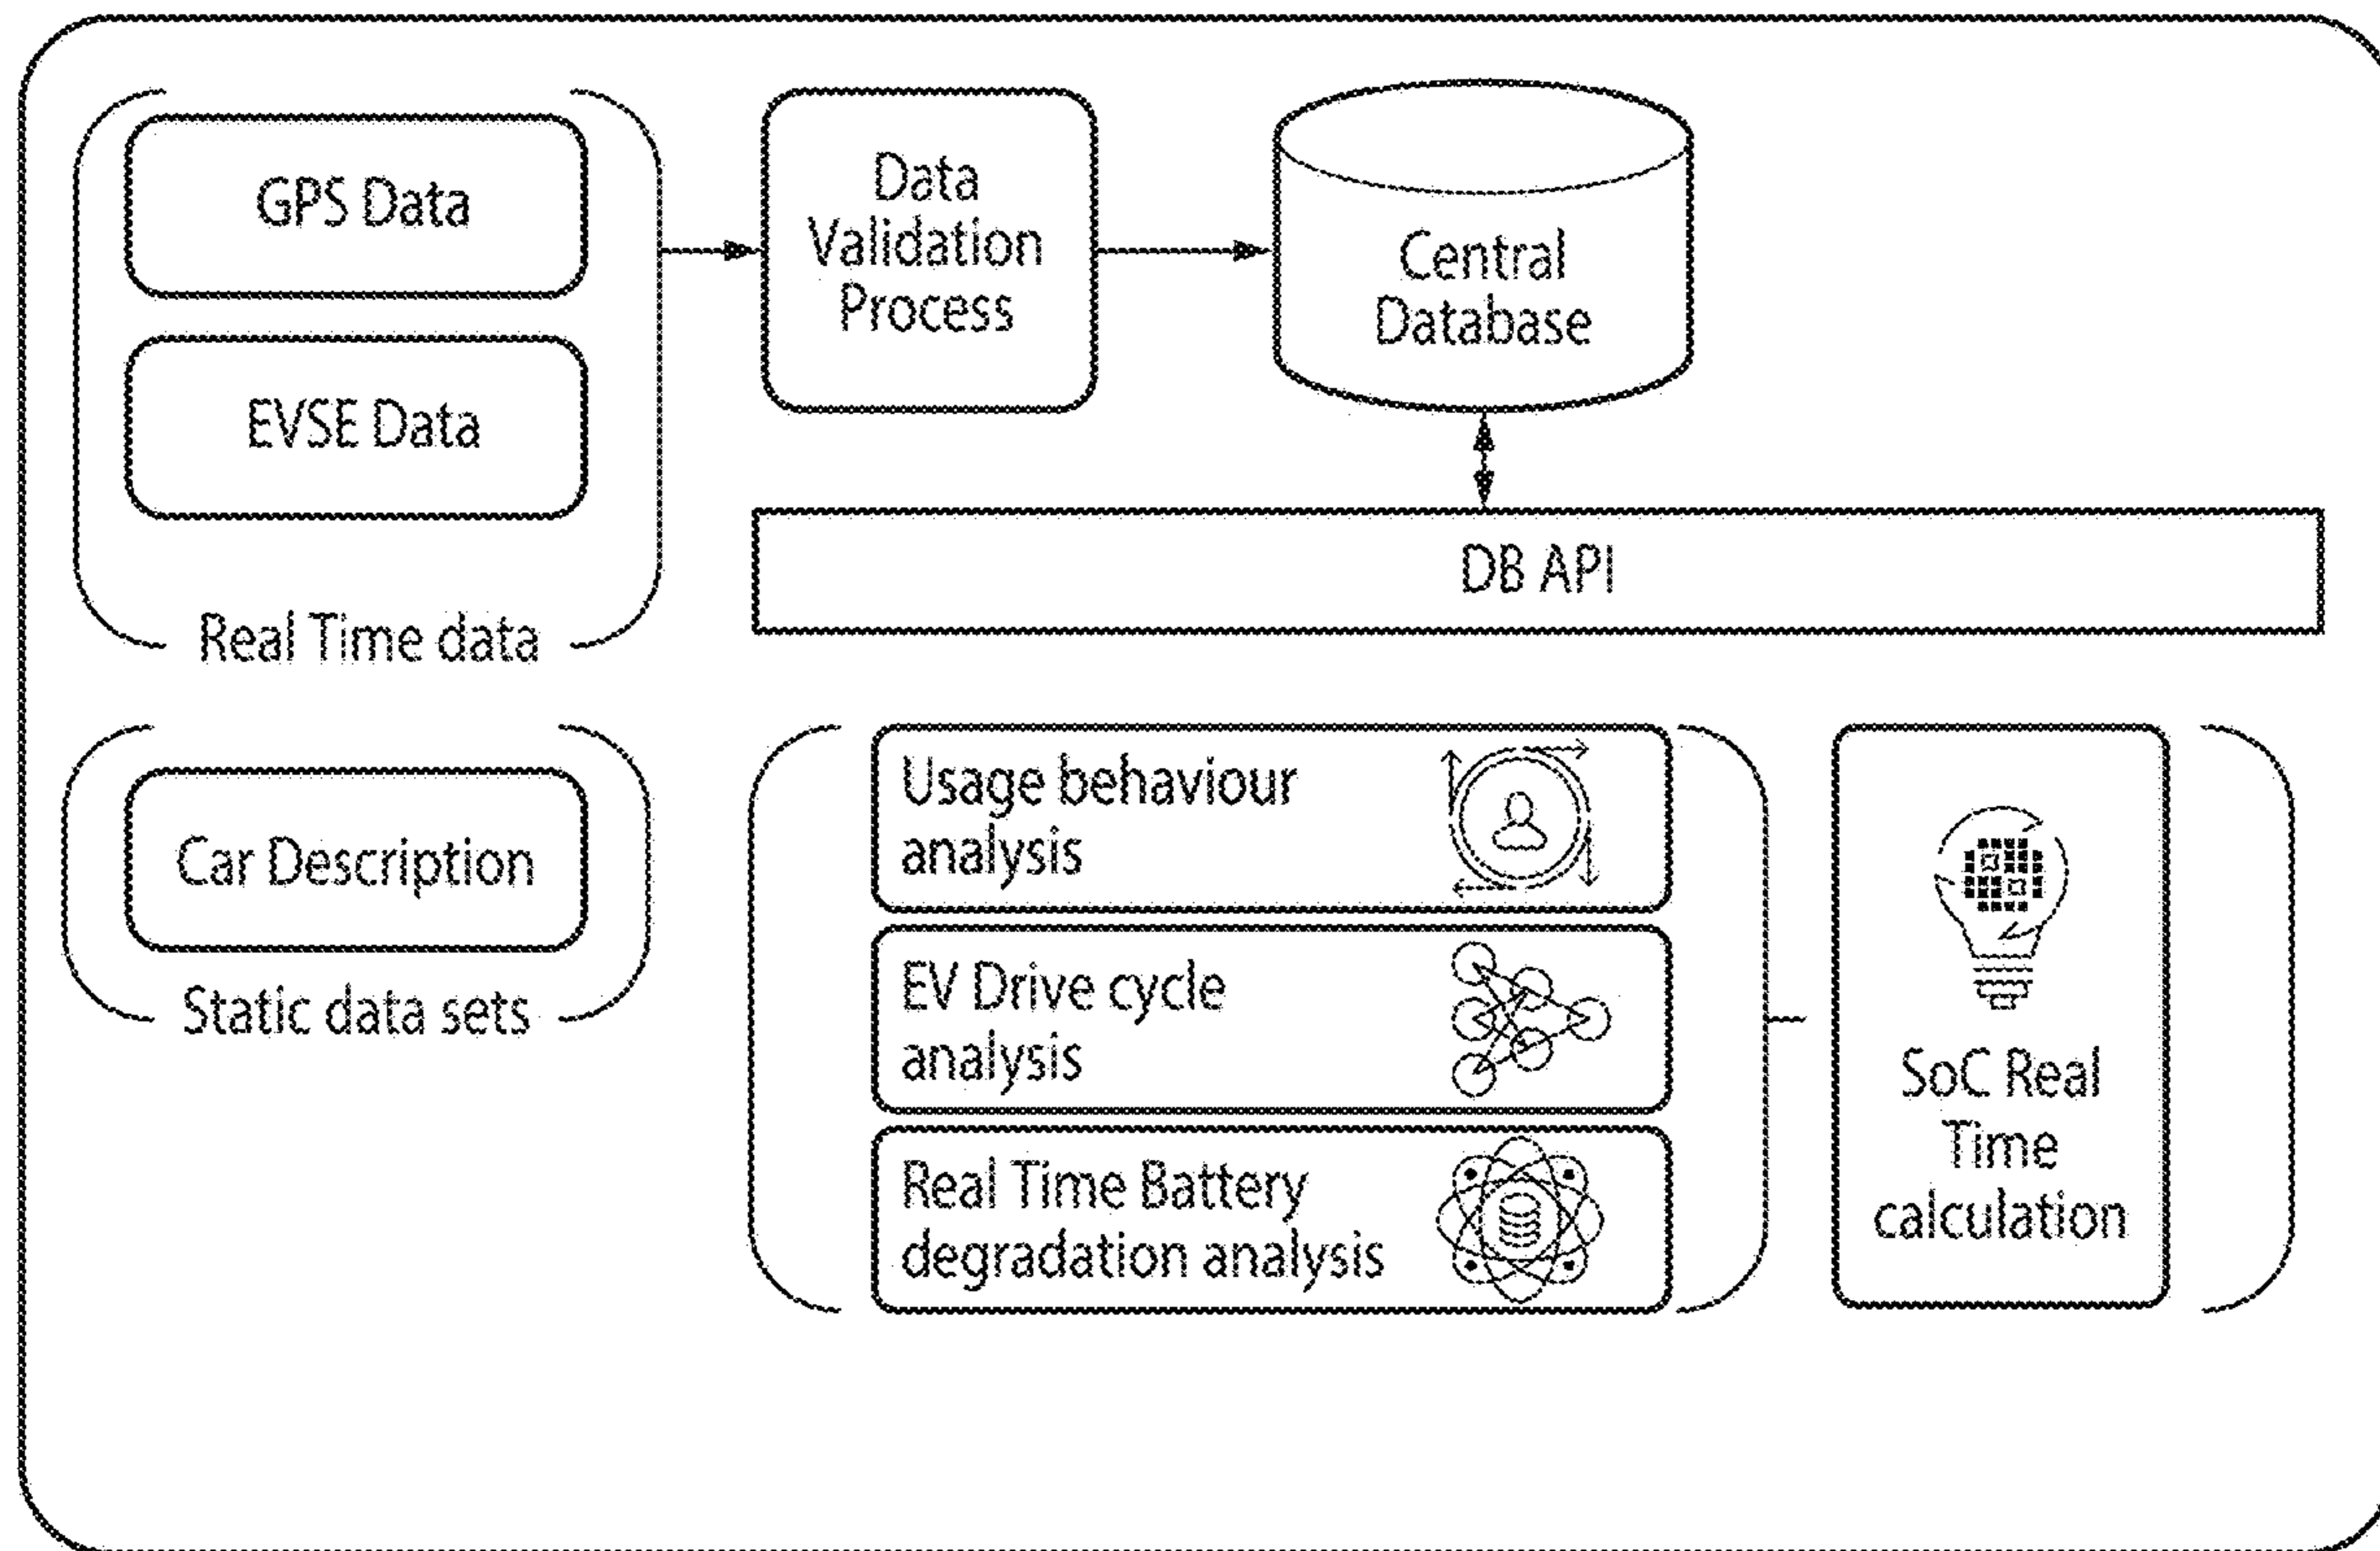 GPS Data
EVSE Data
Real Time data
Data
Validation
Process
Central
Database
DB API
Car Description
Static data sets
Usage behaviour
analysis
EV Drive cycle
analysis
Real Time Battery
degradation analysis
SoC Real
Time
calculation